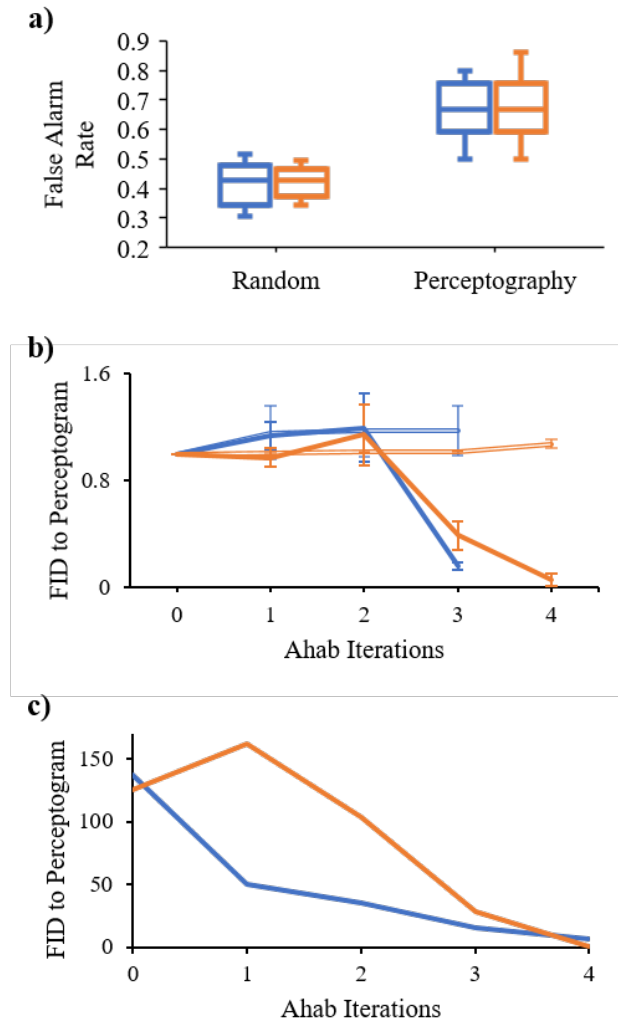 a)
False Alarm
Rate
0.9
0.8
0.7
0.6
0.5
0.4
0.3
0.2
Random
Perceptography
b)
FID to Perceptogram
1.6
0.8
0
0
1
2
3
4
Ahab Iterations
c)
FID to Perceptogram
150
100
50
0
0
1
2
3
4
Ahab Iterations